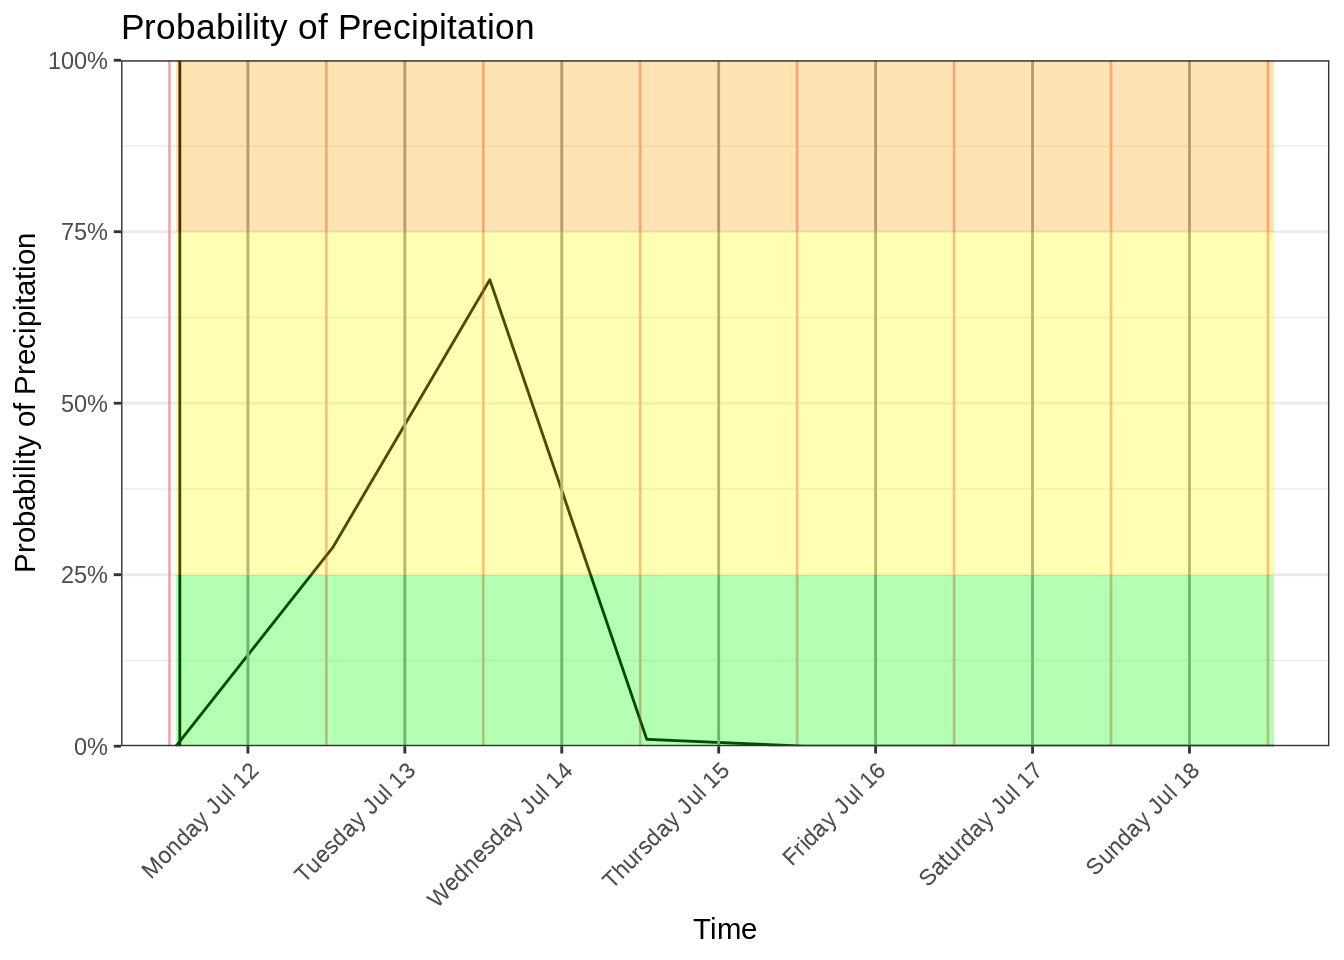 Probability of Precipitation
Probability of Precipitation
100%
75%
50%
25%
0%
Monday Jul 12
Tuesday Jul 13
Wednesday Jul 14
Thursday Jul 15
Friday Jul 16
Saturday Jul 17
Sunday Jul 18
Time